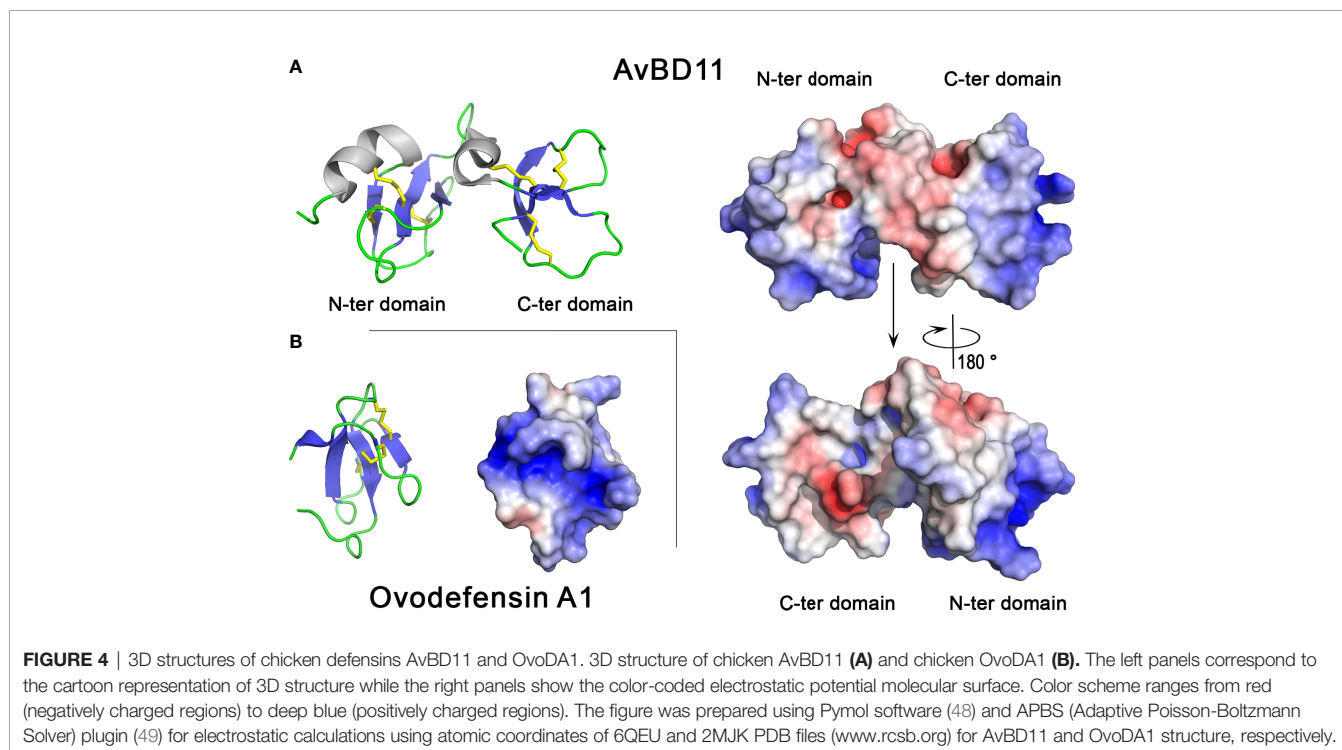 A
AvBD11
N-ter domain
C-ter domain
N-ter domain
C-ter domain
B
180 °
Ovodefensin A1
C-ter domain
N-ter domain
FIGURE 4 | 3D structures of chicken defensins AvBD11 and OvoDA1. 3D structure of chicken AvBD11 (A) and chicken OvoDA1 (B). The left panels correspond to
the cartoon representation of 3D structure while the right panels show the color-coded electrostatic potential molecular surface. Color scheme ranges from red
(negatively charged regions) to deep blue (positively charged regions). The figure was prepared using Pymol software (48) and APBS (Adaptive Poisson-Boltzmann
Solver) plugin (49) for electrostatic calculations using atomic coordinates of 6QEU and 2MJK PDB files (www.rcsb.org) for AvBD11 and OvoDA1 structure, respectively.